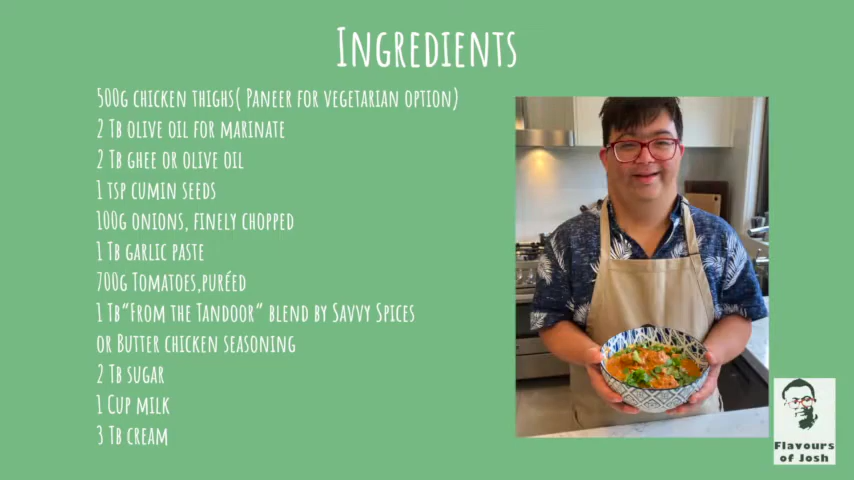 Ingredients
500g chicken thighs( Paneer for vegetarian option)
2 Tb olive oil for marinate
2 Tb ghee or olive oil
1 tsp cumin seeds
100g onions, finely chopped
1 Tb garlic paste
700g Tomatoes,puréed
1 Tb"From the Tandoor" blend by Savvy Spices
or Butter chicken seasoning
2 Tb sugar
1 Cup milk
3 Tb cream
Flavours
of Josh